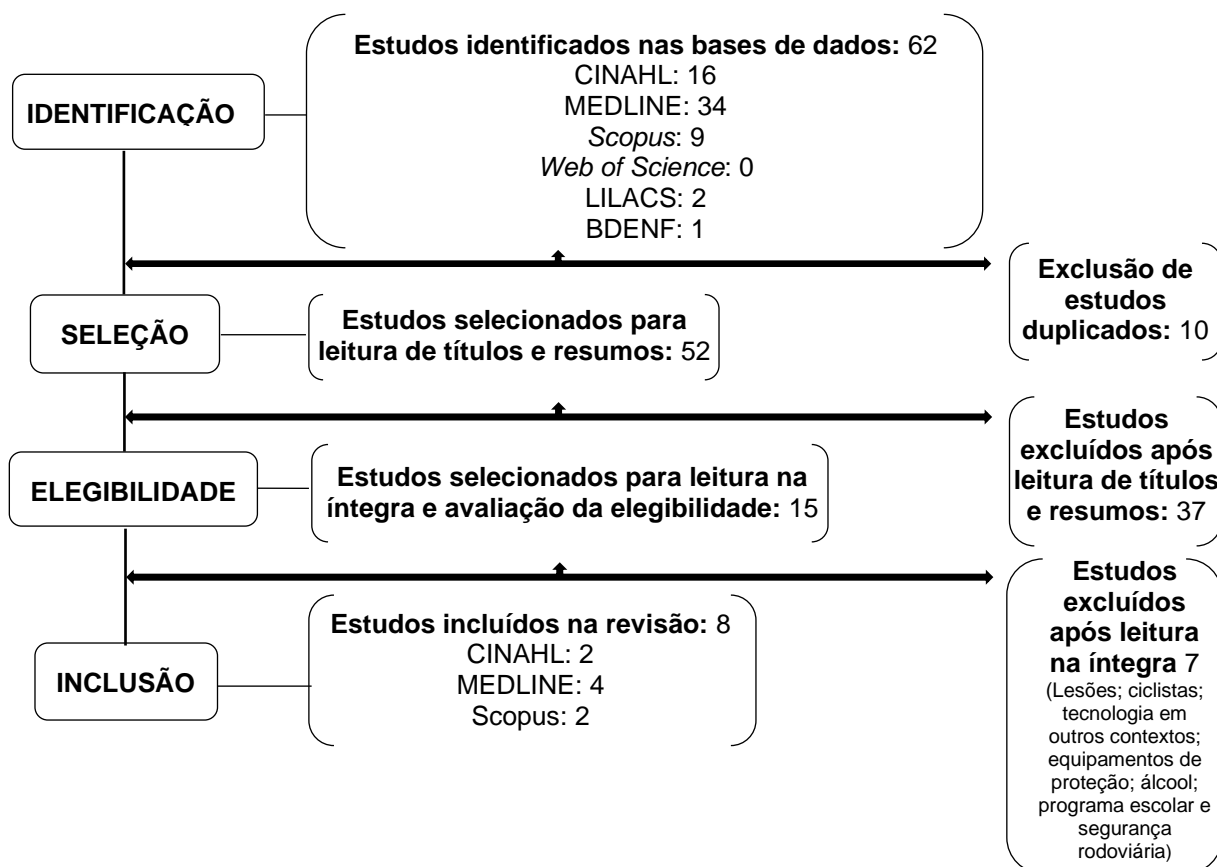 IDENTIFICAÇÃO
Estudos identificados nas bases de dados: 62
CINAHL: 16
MEDLINE: 34
Scopus: 9
Web of Science: 0
LILACS: 2
BDENF: 1
Exclusão de
estudos
duplicados: 10
SELEÇÃO
Estudos selecionados para
leitura de títulos e resumos: 52
Estudos
excluídos após
leitura de títulos
e resumos: 37
ELEGIBILIDADE
Estudos selecionados para leitura na
íntegra e avaliação da elegibilidade: 15
Estudos
excluídos
após leitura
na íntegra 7
(Lesões; ciclistas;
tecnologia em
outros contextos;
equipamentos de
proteção; álcool;
programa escolar e
segurança
rodoviária)
INCLUSÃO
Estudos incluídos na revisão: 8
CINAHL: 2
MEDLINE: 4
Scopus: 2